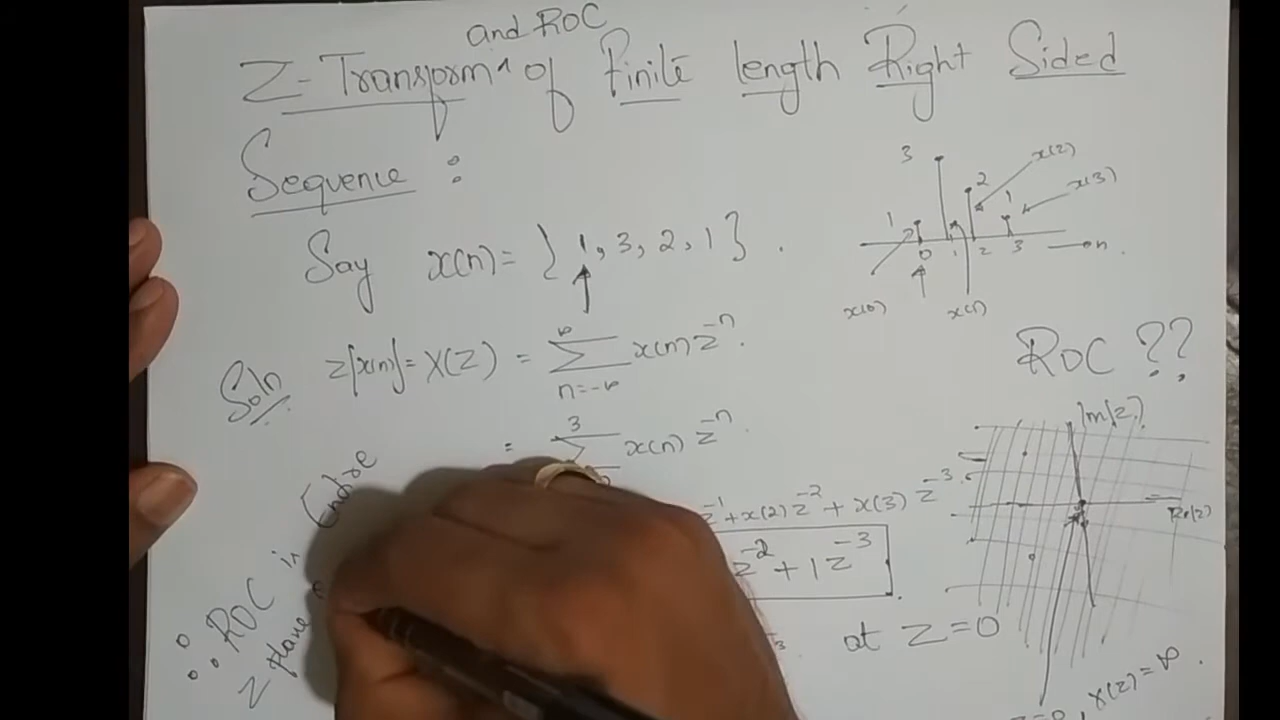 and ROC
Z-Transform of Finite length Right Sided
Sequence :
Say x(n) = { 1, 3, 2, 1 } .
↑
3
1
2
1
0 1 2 3 n
x(0) x(1) x(2) x(3)
Soln Z[x(n)] = X(Z) = ∑ x(n) z^-n .
∞
n=-∞
= ∑ x(n) z^-n .
3
z^-1 + x(2) z^-2 + x(3) z^-3 .
z^-2 + 1 z^-3 .
at Z = 0
ROC ??
Im(z)
Re(z)
X(z) = ∞ .
∴ ROC is Entire
Z plane